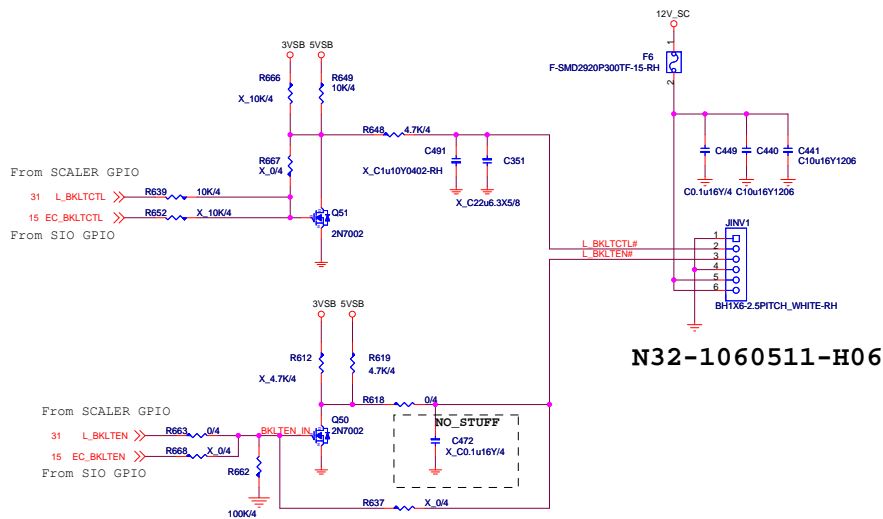 12V_SC
3VSB 5VSB
F6
F-SMD2920P300TF-15-RH
1
2
R666
X_10K/4
R649
10K/4
R648 4.7K/4
C491
X_C1u10Y0402-RH
C351
X_C22u6.3X5/8
C449
C0.1u16Y/4
C440
C10u16Y1206
C441
C10u16Y1206
R667
X_0/4
From SCALER GPIO
31 L_BKLTCTL R639 10K/4
15 EC_BKLTCTL R652 X_10K/4
From SIO GPIO
Q51
2N7002
JINV1
1
2
3
4
5
6
L_BKLTCTL#
L_BKLTEN#
BH1X6-2.5PITCH_WHITE-RH
N32-1060511-H06
3VSB 5VSB
R612
X_4.7K/4
R619
4.7K/4
R618 0/4
From SCALER GPIO
31 L_BKLTEN R663 0/4
15 EC_BKLTEN R668 X_0/4
From SIO GPIO
BKLTEN_IN
Q50
2N7002
NO_STUFF
C472
X_C0.1u16Y/4
R662
100K/4
R637 X_0/4